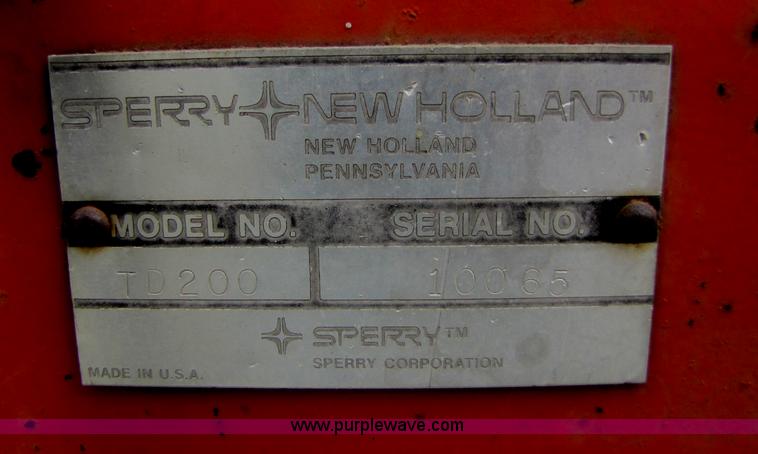 SPERRY NEW HOLLAND™
NEW HOLLAND
PENNSYLVANIA
MODEL NO. SERIAL NO.
TD200 10065
SPERRY™
SPERRY CORPORATION
MADE IN U.S.A.
www.purplewave.com